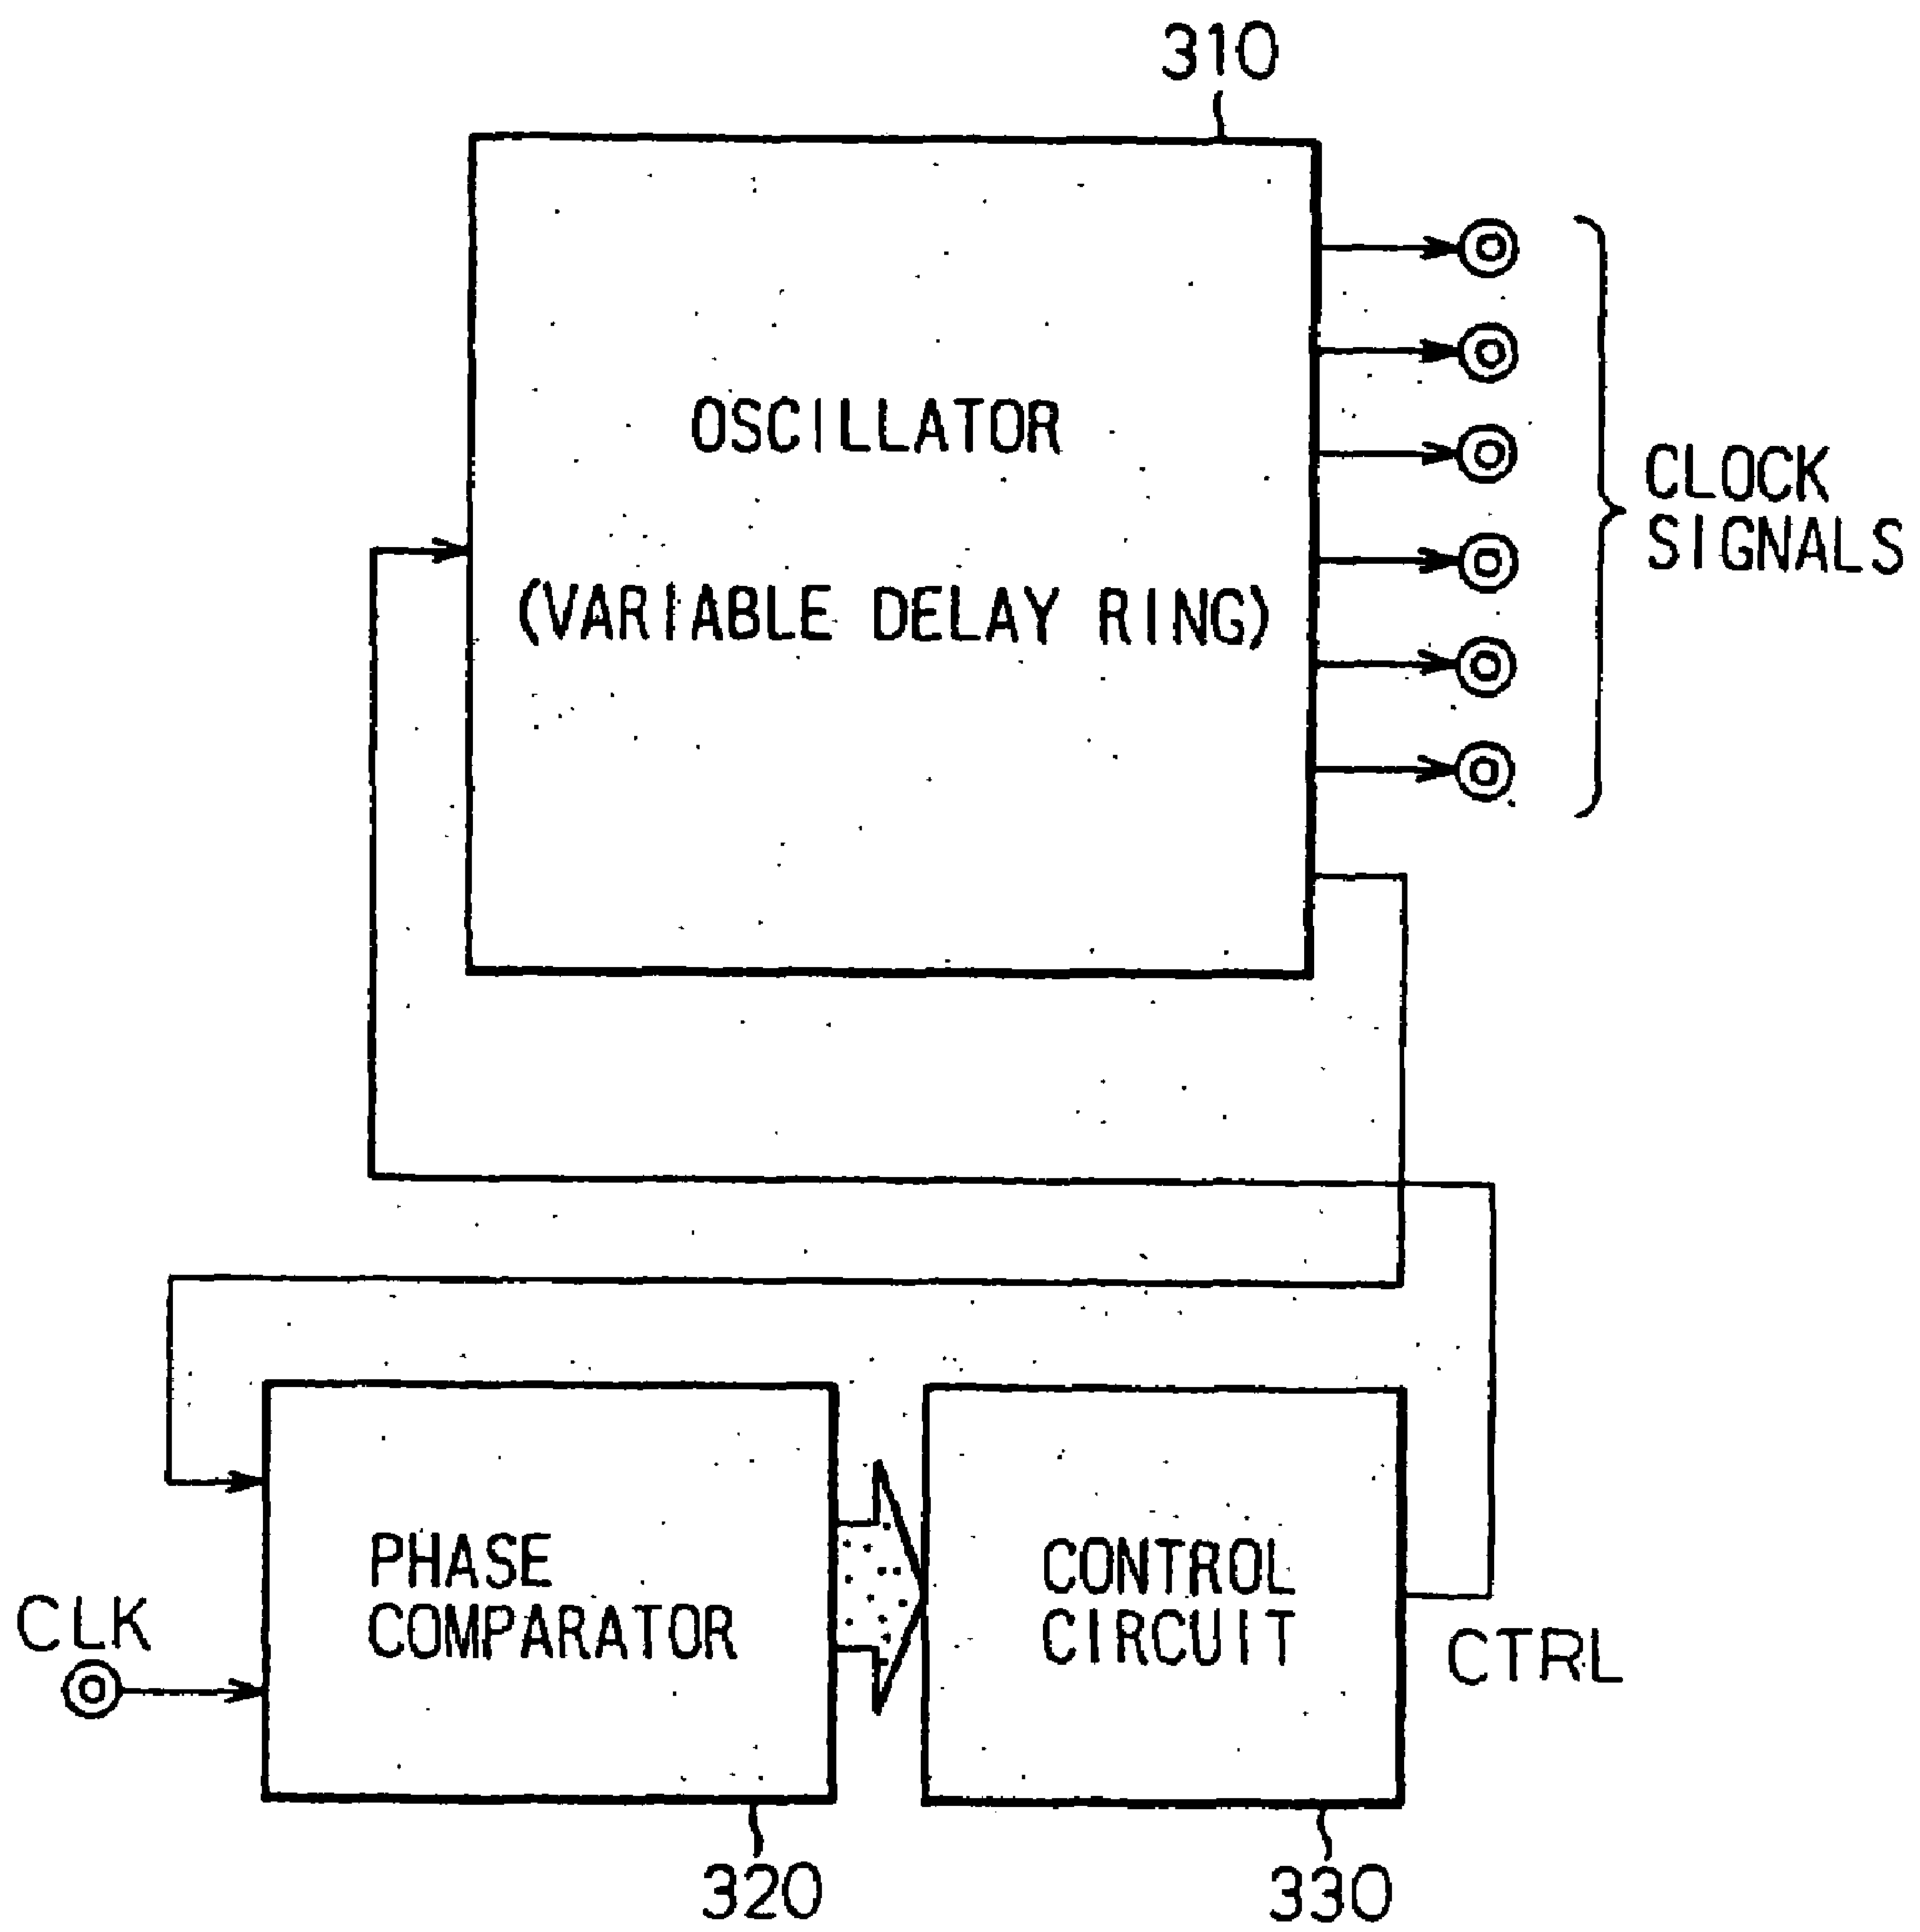 310
OSCILLATOR
(VARIABLE DELAY RING)
CLOCK
SIGNALS
PHASE
COMPARATOR
CONTROL
CIRCUIT
CLK
CTRL
320
330